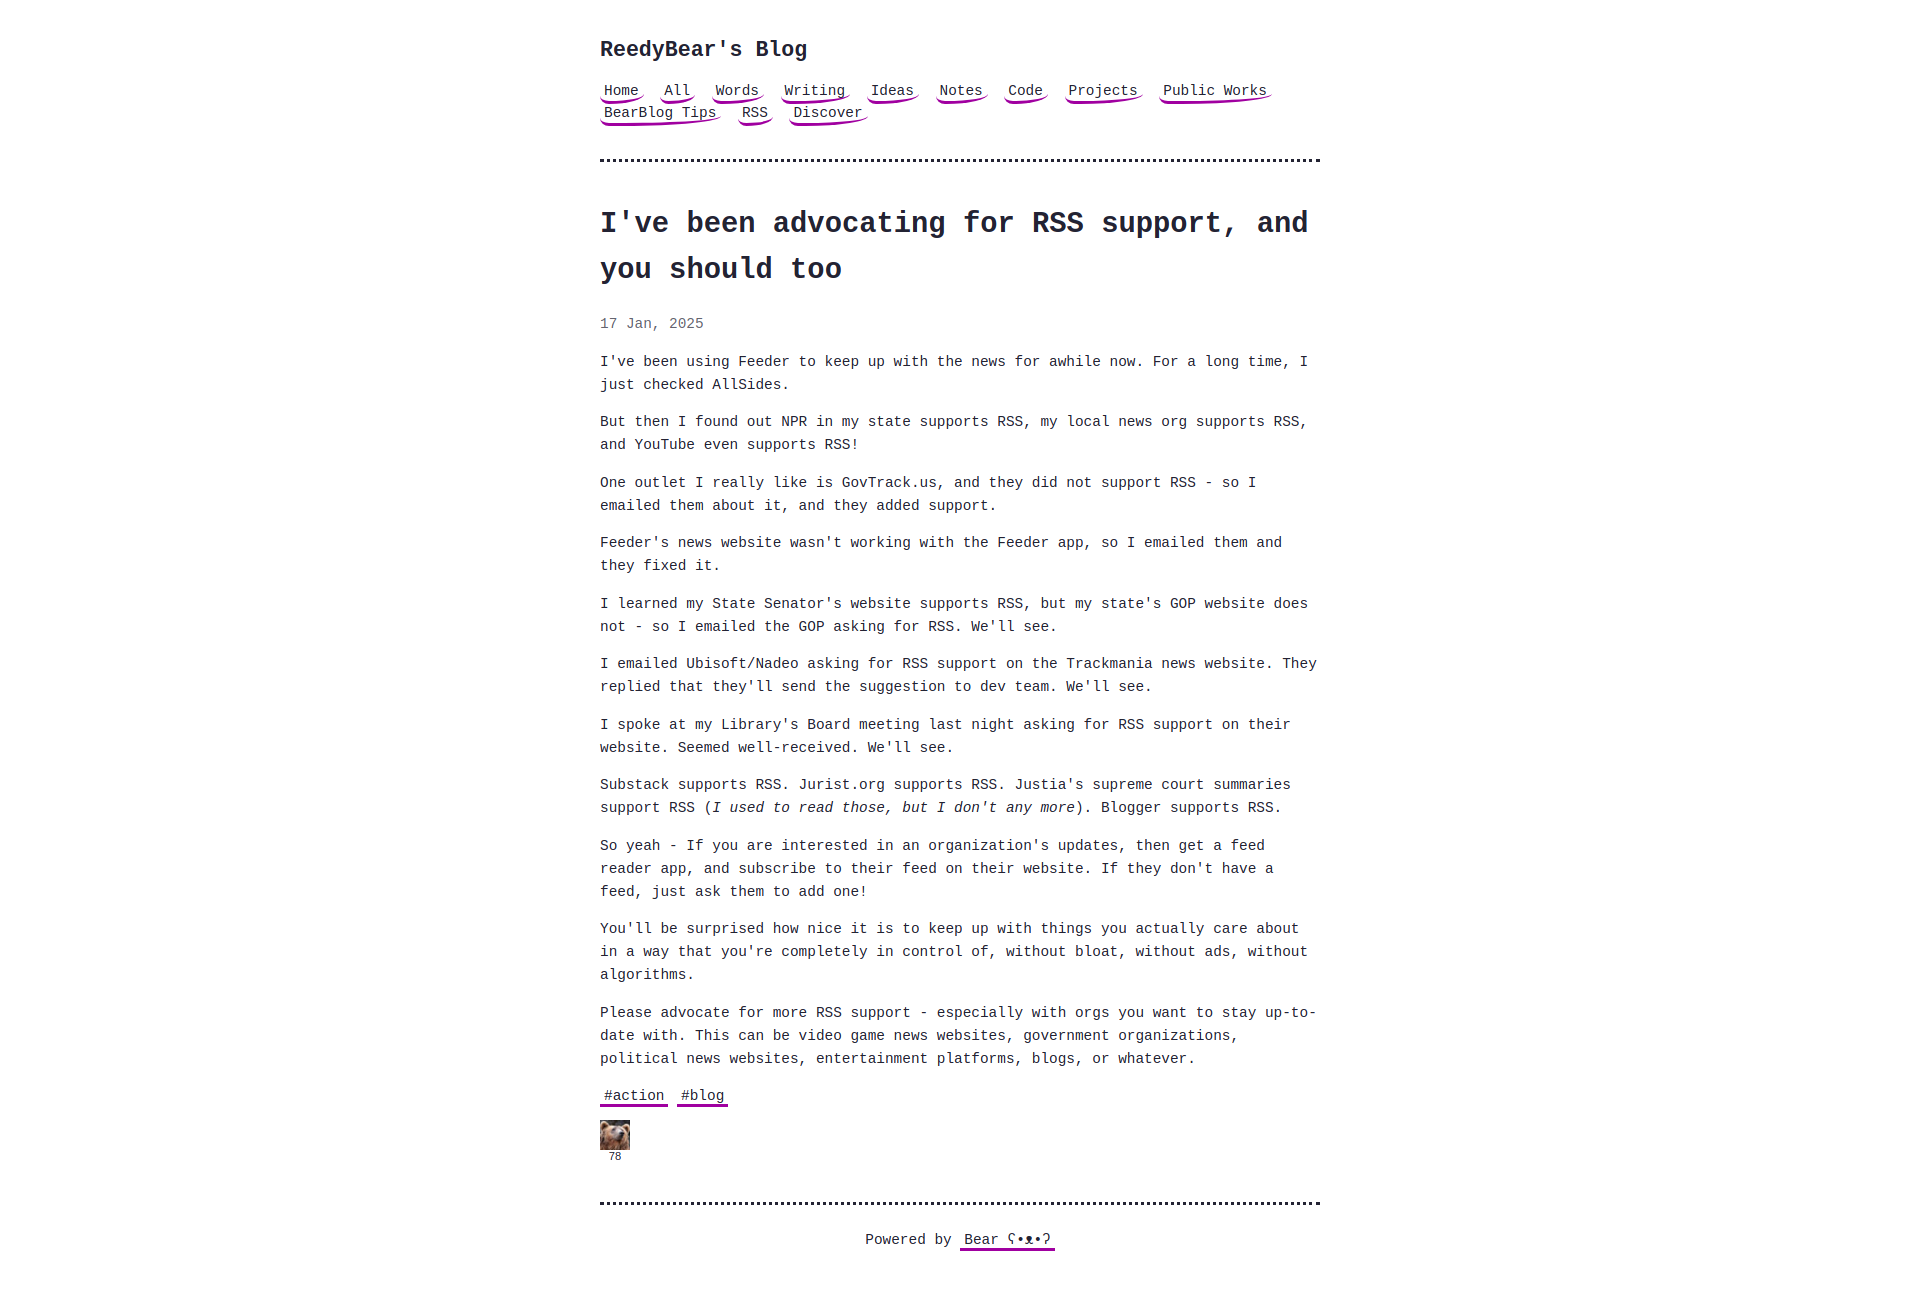 ReedyBear's Blog
Home All Words Writing Ideas Notes Code Projects Public Works
BearBlog Tips RSS Discover
I've been advocating for RSS support, and
you should too
17 Jan, 2025
I've been using Feeder to keep up with the news for awhile now. For a long time, I
just checked AllSides.
But then I found out NPR in my state supports RSS, my local news org supports RSS,
and YouTube even supports RSS!
One outlet I really like is GovTrack.us, and they did not support RSS - so I
emailed them about it, and they added support.
Feeder's news website wasn't working with the Feeder app, so I emailed them and
they fixed it.
I learned my State Senator's website supports RSS, but my state's GOP website does
not - so I emailed the GOP asking for RSS. We'll see.
I emailed Ubisoft/Nadeo asking for RSS support on the Trackmania news website. They
replied that they'll send the suggestion to dev team. We'll see.
I spoke at my Library's Board meeting last night asking for RSS support on their
website. Seemed well-received. We'll see.
Substack supports RSS. Jurist.org supports RSS. Justia's supreme court summaries
support RSS (I used to read those, but I don't any more). Blogger supports RSS.
So yeah - If you are interested in an organization's updates, then get a feed
reader app, and subscribe to their feed on their website. If they don't have a
feed, just ask them to add one!
You'll be surprised how nice it is to keep up with things you actually care about
in a way that you're completely in control of, without bloat, without ads, without
algorithms.
Please advocate for more RSS support - especially with orgs you want to stay up-to-
date with. This can be video game news websites, government organizations,
political news websites, entertainment platforms, blogs, or whatever.
#action #blog
78
Powered by Bear ʕ•ᴥ•ʔ